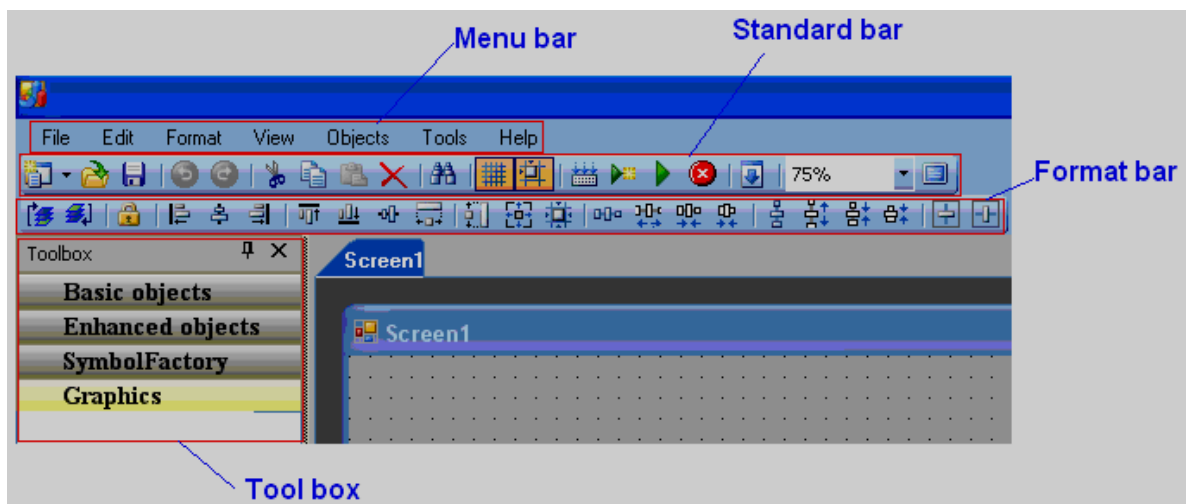 Menu bar
Standard bar
File Edit Format View Objects Tools Help
75%
Format bar
Toolbox
Screen1
Basic objects
Enhanced objects
Screen1
SymbolFactory
Graphics
Tool box